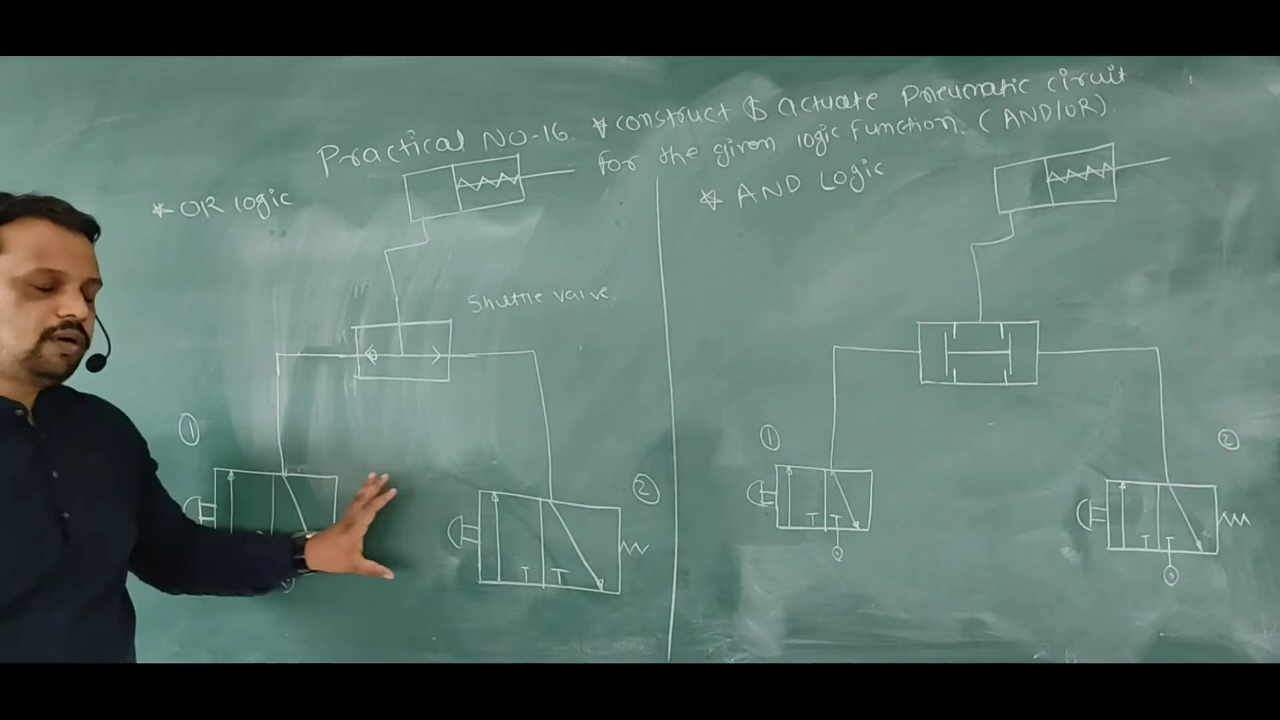 Practical NO-16. * construct & actuate Pneumatic circuit
for the given logic Function. (AND/OR).
* OR logic
* AND Logic
Shuttle valve.
①
②
①
②